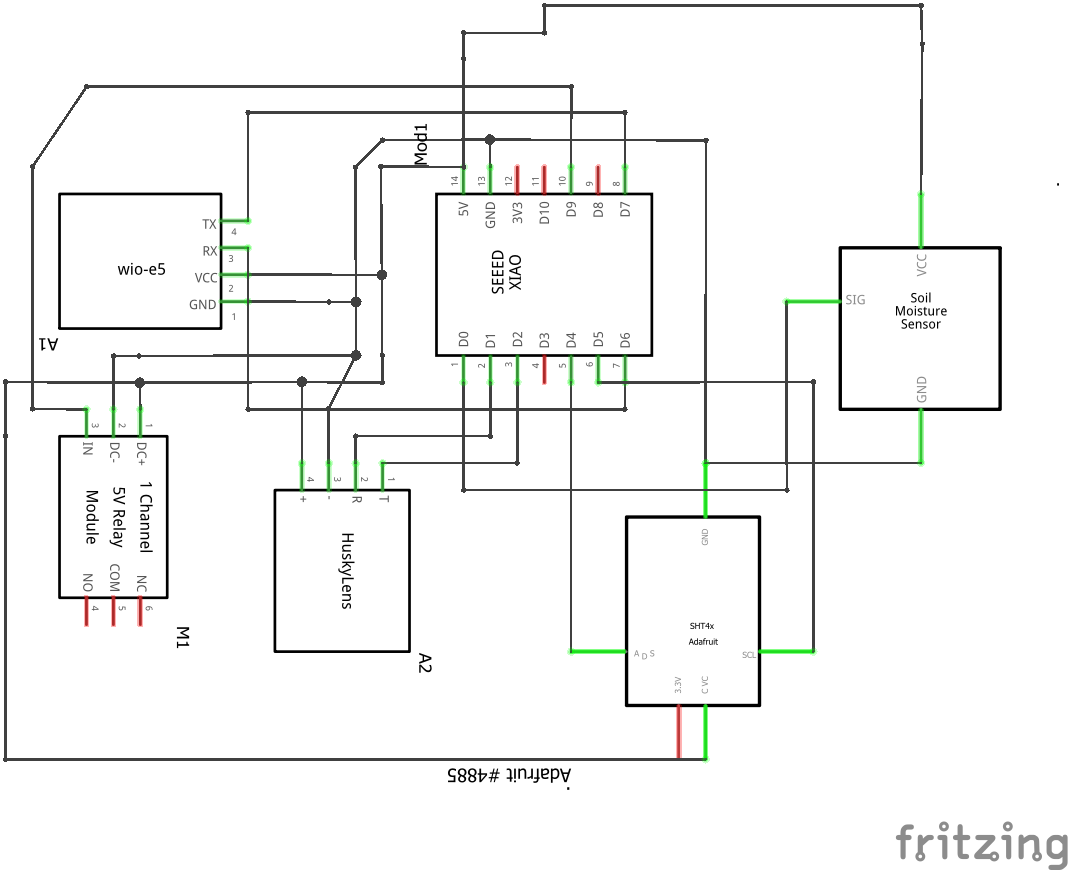 Mod1
14
13
12
11
10
9
8
5V
GND
3V3
D10
D9
D8
D7
SEEED
XIAO
D0
D1
D2
D3
D4
D5
D6
1
2
3
4
5
6
7
TX
4
RX
3
VCC
2
GND
1
wio-e5
A1
VCC
SIG
Soil
Moisture
Sensor
GND
3
2
1
IN
DC-
DC+
1 Channel
5V Relay
Module
NO
COM
NC
4
5
6
M1
4
3
2
1
+
-
R
T
HuskyLens
A2
GND
SHT4x
Adafruit
A D S
SCL
3.3V
C VC
Adafruit #4885
fritzing